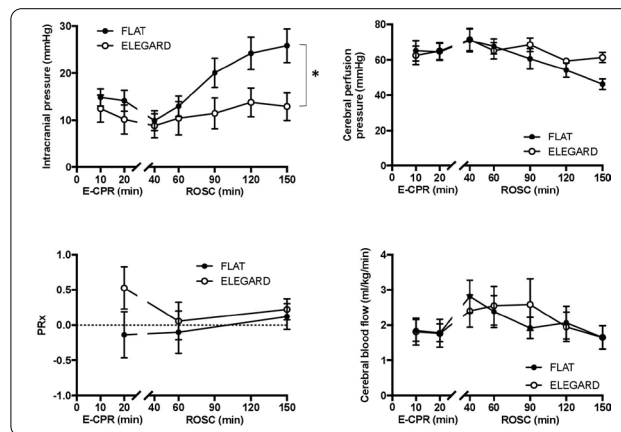 FLAT
ELEGARD
Intracranial pressure (mmHg)
30
20
10
0
*
0 10 20 40 60 90 120 150
E-CPR (min) ROSC (min)
Cerebral perfusion
pressure (mmHg)
80
60
40
20
0
FLAT
ELEGARD
0 10 20 40 60 90 120 150
E-CPR (min) ROSC (min)
PRx
1.0
0.5
0.0
-0.5
-1.0
FLAT
ELEGARD
0 10 20 40 60 90 120 150
E-CPR (min) ROSC (min)
Cerebral blood flow (ml/kg/min)
4
3
2
1
0
FLAT
ELEGARD
0 10 20 40 60 90 120 150
E-CPR (min) ROSC (min)